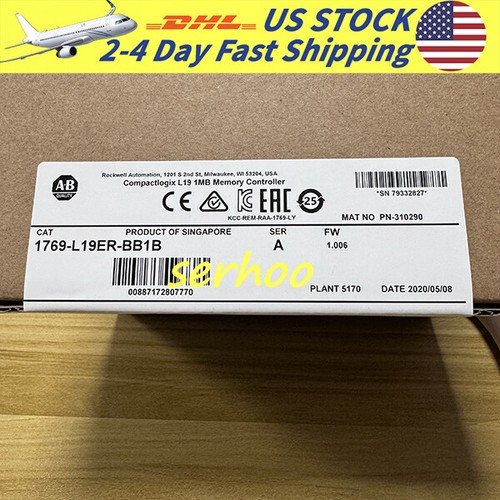 DHL US STOCK
2-4 Day Fast Shipping
AB
QUALITY
Rockwell Automation, 1201 S 2nd St, Milwaukee, WI 53204, USA
Compactlogix L19 1MB Memory Controller
*SN 79332827*
CE KC EAC 25
KCC-REM-RAA-1769-LY
MAT NO PN-310290
CAT PRODUCT OF SINGAPORE SER FW
1769-L19ER-BB1B A 1.006
serhoo
00887172807770
PLANT 5170 DATE 2020/05/08